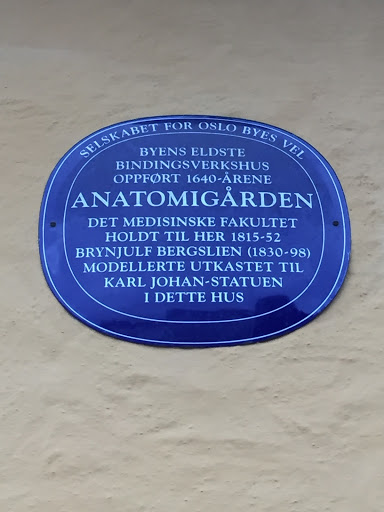 SELSKABET FOR OSLO BYES VEL
BYENS ELDSTE
BINDINGSVERKSHUS
OPPFØRT 1640-ÅRENE
ANATOMIGÅRDEN
DET MEDISINSKE FAKULTET
HOLDT TIL HER 1815-52
BRYNJULF BERGSLIEN (1830-98)
MODELLERTE UTKASTET TIL
KARL JOHAN-STATUEN
I DETTE HUS